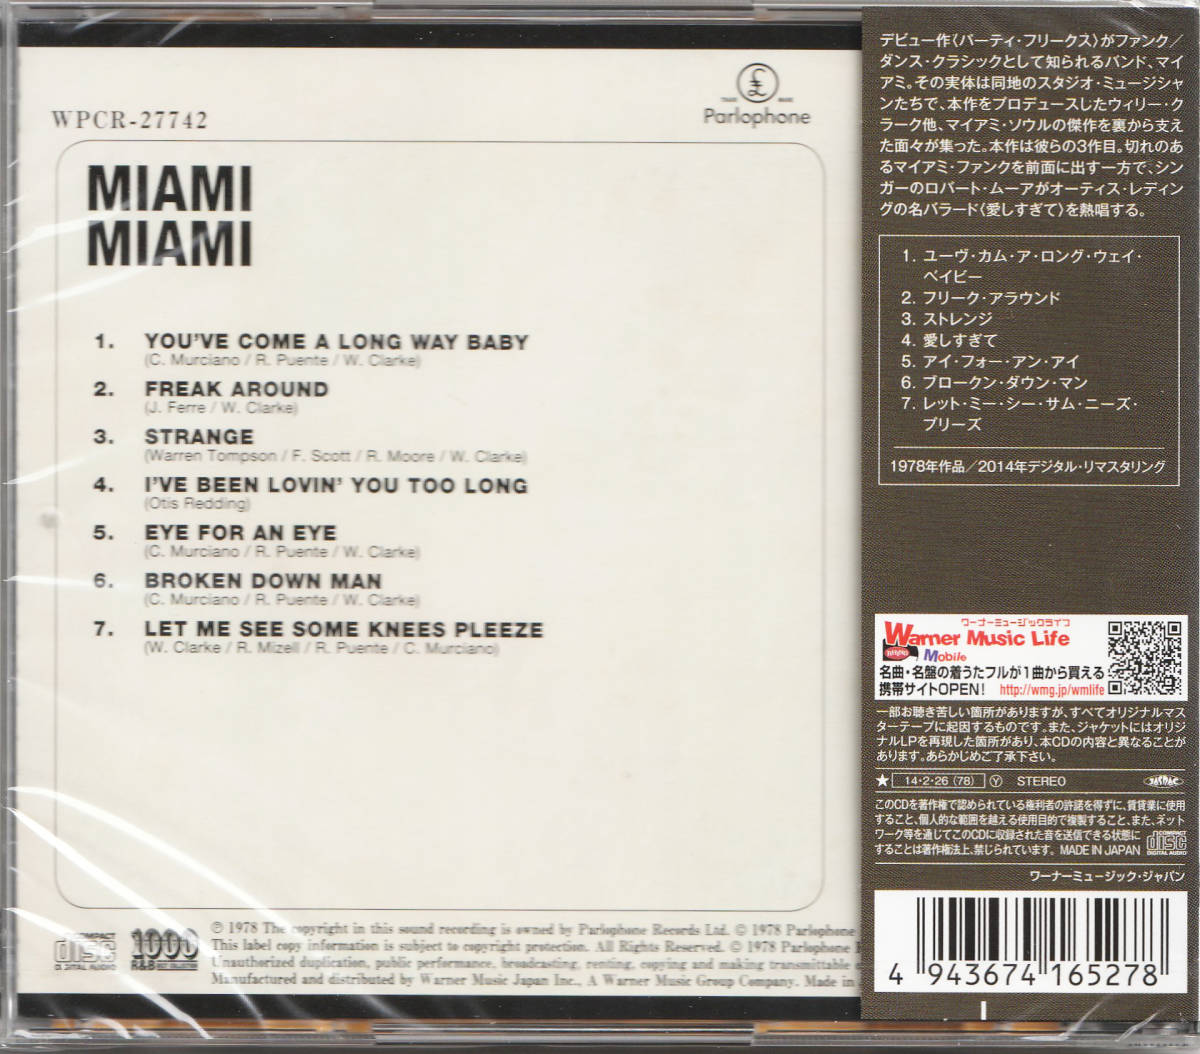 WPCR-27742
Parlophone
MIAMI
MIAMI
1. YOU'VE COME A LONG WAY BABY
(C. Murciano / R. Puente / W. Clarke)
2. FREAK AROUND
(J. Ferre / W. Clarke)
3. STRANGE
(Warren Tompson / F. Scott / R. Moore / W. Clarke)
4. I'VE BEEN LOVIN' YOU TOO LONG
(Otis Redding)
5. EYE FOR AN EYE
(C. Murciano / R. Puente / W. Clarke)
6. BROKEN DOWN MAN
(C. Murciano / R. Puente / W. Clarke)
7. LET ME SEE SOME KNEES PLEEZE
(W. Clarke / R. Mizell / R. Puente / C. Murciano)
COMPACT
disc
DIGITAL AUDIO
1000
R&B BEST COLLECTION
℗ 1978 The copyright in this sound recording is owned by Parlophone Records Ltd. © 1978 Parlophone
This label copy information is subject to copyright protection. All Rights Reserved. © 1978 Parlophone
Unauthorized duplication, public performance, broadcasting, renting, copying and making transmittable
Manufactured and distributed by Warner Music Japan Inc., A Warner Music Group Company. Made in
デビュー作〈パーティ・フリークス〉がファンク／
ダンス・クラシックとして知られるバンド、マイ
アミ。その実体は同地のスタジオ・ミュージシャ
ンたちで、本作をプロデュースしたウィリー・ク
ラーク他、マイアミ・ソウルの傑作を裏から支え
た面々が集った。本作は彼らの3作目。切れのあ
るマイアミ・ファンクを前面に出す一方で、シン
ガーのロバート・ムーアがオーティス・レディン
グの名バラード〈愛しすぎて〉を熱唱する。
1. ユーヴ・カム・ア・ロング・ウェイ・
ベイビー
2. フリーク・アラウンド
3. ストレンジ
4. 愛しすぎて
5. アイ・フォー・アン・アイ
6. ブロークン・ダウン・マン
7. レット・ミー・シー・サム・ニーズ・
プリーズ
1978年作品／2014年デジタル・リマスタリング
ワーナーミュージックライフ
Warner Music Life
Mobile
名曲・名盤の着うたフルが1曲から買える
携帯サイトOPEN! http://wmg.jp/wmlife
一部お聴き苦しい箇所がありますが、すべてオリジナルマス
ターテープに起因するものです。また、ジャケットにはオリジ
ナルLPを再現した箇所があり、本CDの内容と異なることが
あります。あらかじめご了承下さい。
★ 14・2・26 (78) Ⓨ STEREO JASRAC
このCDを著作権で認められている権利者の許諾を得ずに、賃貸業に使用
すること、個人的な範囲を越える使用目的で複製すること、また、ネット
ワーク等を通じてこのCDに収録された音を送信できる状態に
することは著作権法上、禁じられています。 MADE IN JAPAN
COMPACT
disc
DIGITAL AUDIO
ワーナーミュージック・ジャパン
4 943674 165278